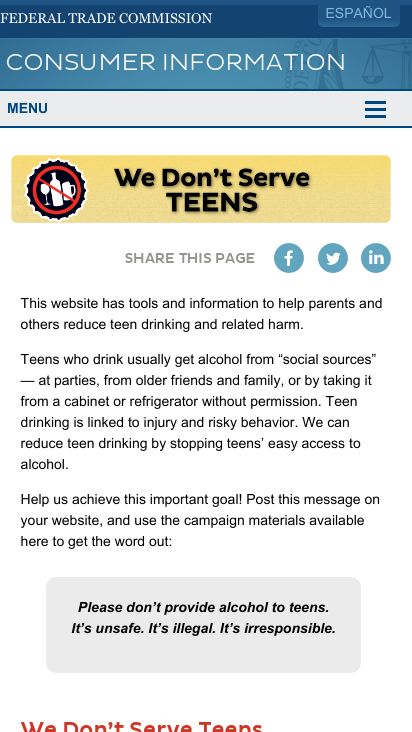 FEDERAL TRADE COMMISSION
ESPAÑOL
CONSUMER INFORMATION
MENU
We Don't Serve
TEENS
SHARE THIS PAGE
This website has tools and information to help parents and
others reduce teen drinking and related harm.
Teens who drink usually get alcohol from “social sources”
— at parties, from older friends and family, or by taking it
from a cabinet or refrigerator without permission. Teen
drinking is linked to injury and risky behavior. We can
reduce teen drinking by stopping teens’ easy access to
alcohol.
Help us achieve this important goal! Post this message on
your website, and use the campaign materials available
here to get the word out:
Please don’t provide alcohol to teens.
It’s unsafe. It’s illegal. It’s irresponsible.
We Don’t Serve Teens